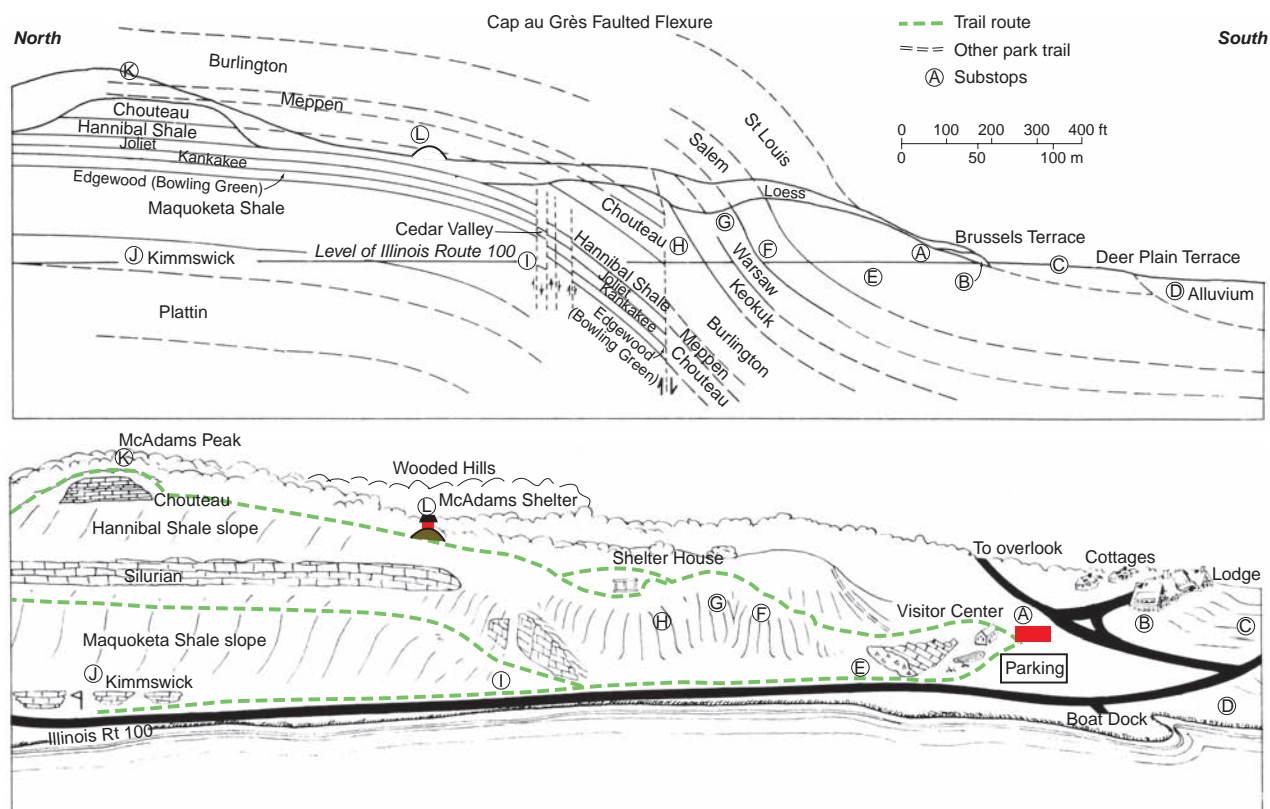 Cap au Grès Faulted Flexure
North
South
Trail route
Other park trail
Ⓐ Substops
0 100 200 300 400 ft
0 50 100 m
Burlington
K
Meppen
Chouteau
Hannibal Shale
Joliet
Kankakee
Edgewood (Bowling Green)
Maquoketa Shale
L
St Louis
Salem
Loess
Chouteau
Cedar Valley
Level of Illinois Route 100
J Kimmswick
I
H
G
F
E
A
B
C
Brussels Terrace
Deer Plain Terrace
D Alluvium
Plattin
Hannibal Shale
Joliet
Kankakee
Edgewood
(Bowling Green)
Warsaw
Keokuk
Burlington
Meppen
Chouteau
McAdams Peak
K
Wooded Hills
L McAdams Shelter
Chouteau
Hannibal Shale slope
Silurian
Shelter House
To overlook
Cottages
Lodge
Visitor Center
A
B
C
H
G
F
Maquoketa Shale slope
E
Parking
J Kimmswick
I
D
Boat Dock
Illinois Rt 100